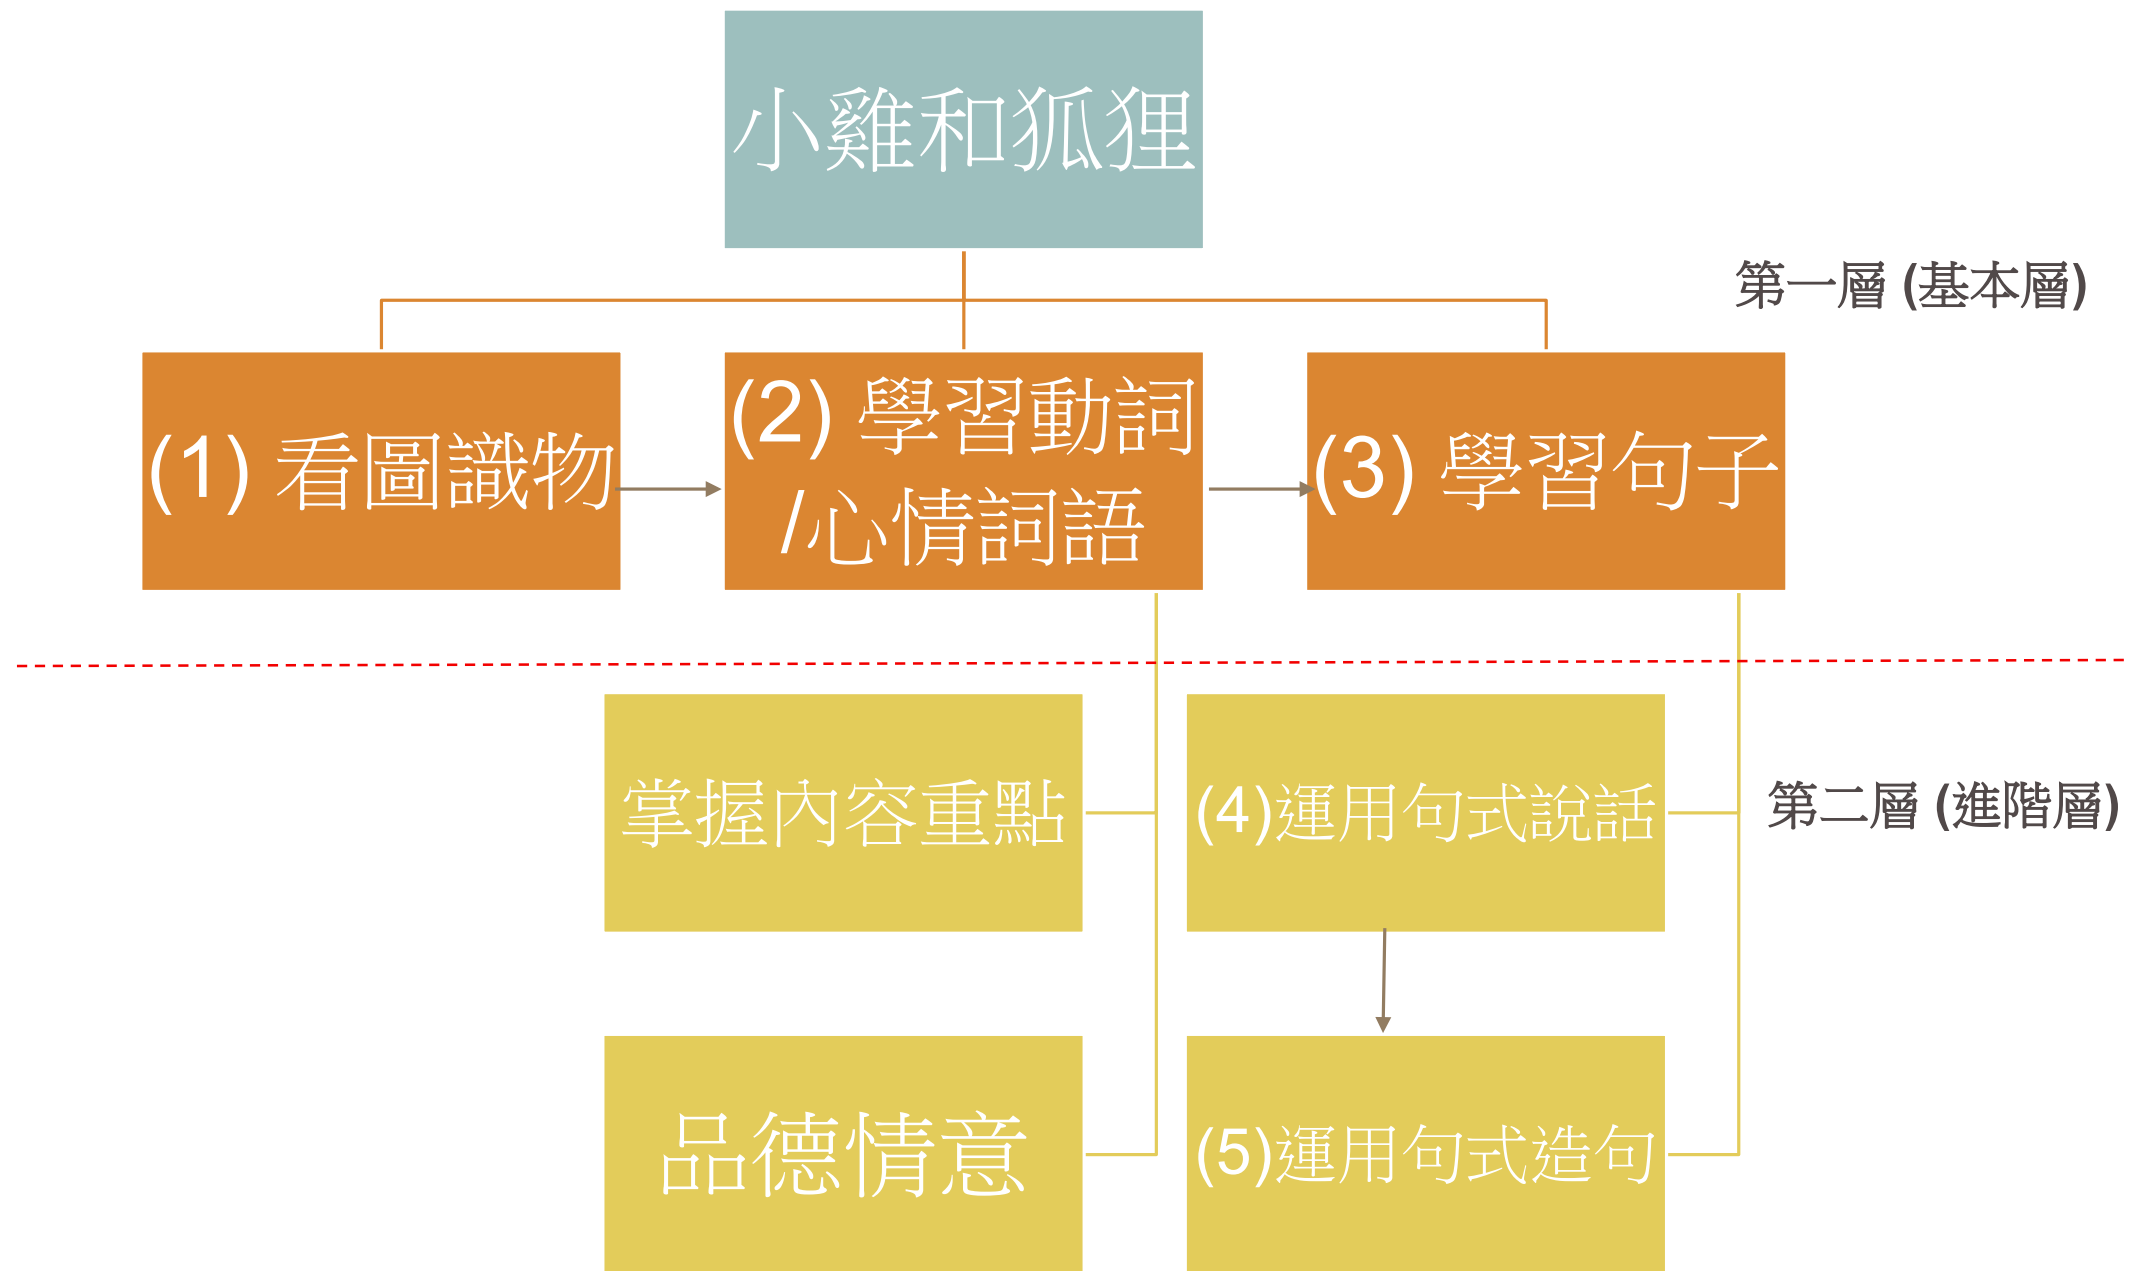 小雞和狐狸
第一層 (基本層)
(1) 看圖識物
(2) 學習動詞
/心情詞語
(3) 學習句子
掌握內容重點
(4)運用句式說話
第二層 (進階層)
品德情意
(5)運用句式造句